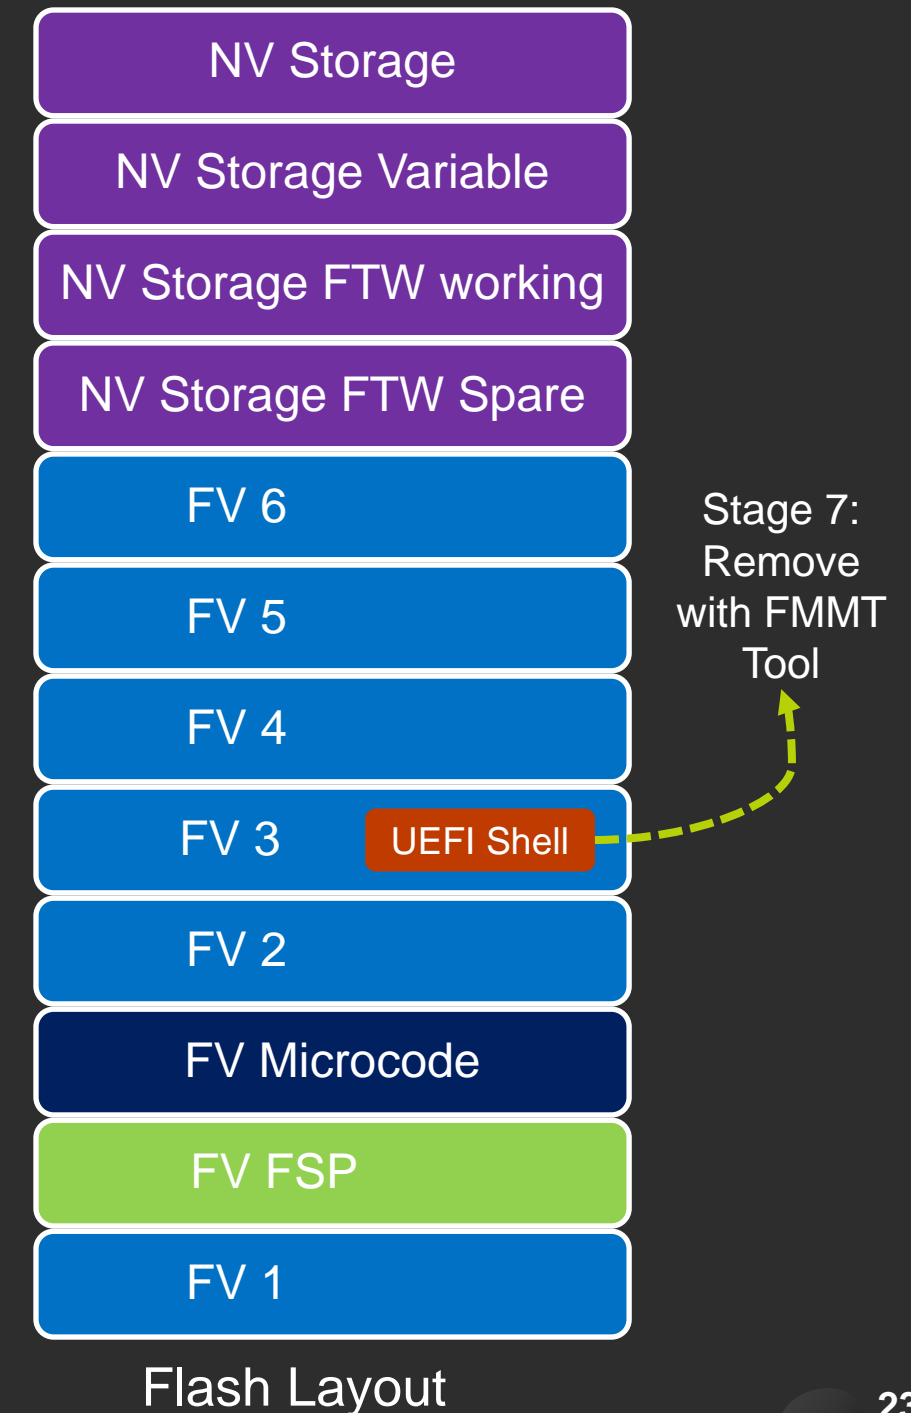 NV Storage
NV Storage Variable
NV Storage FTW working
NV Storage FTW Spare
FV 6
FV 5
FV 4
FV 3
UEFI Shell
FV 2
FV Microcode
FV FSP
FV 1
Flash Layout
Stage 7:
Remove
with FMMT
Tool
23